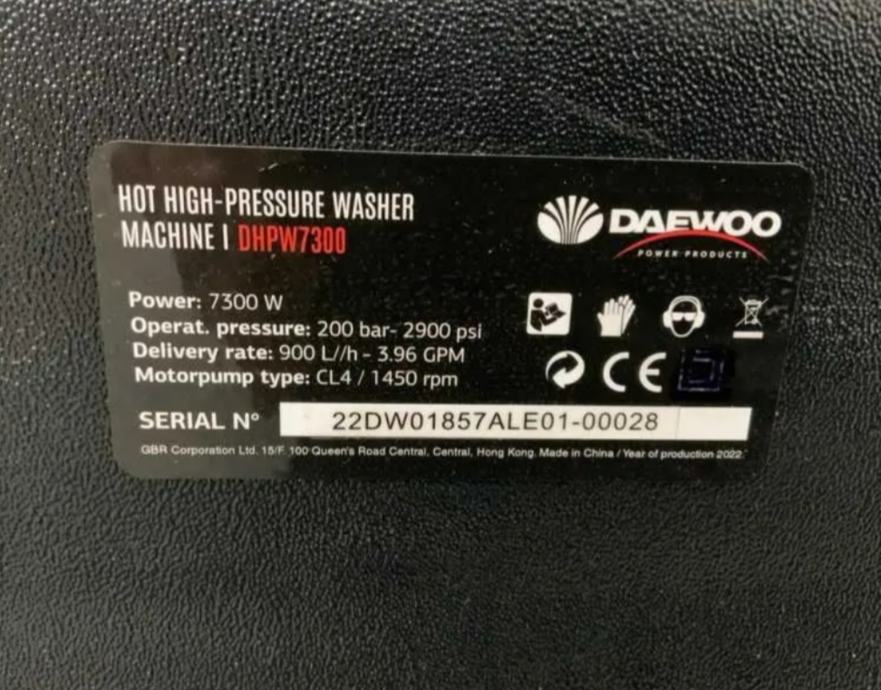 HOT HIGH-PRESSURE WASHER
MACHINE I DHPW7300
DAEWOO
POWER PRODUCTS
Power: 7300 W
Operat. pressure: 200 bar- 2900 psi
Delivery rate: 900 L//h - 3.96 GPM
Motorpump type: CL4 / 1450 rpm
CE
SERIAL N° 22DW01857ALE01-00028
GBR Corporation Ltd. 15/F. 100 Queen's Road Central, Central, Hong Kong. Made in China / Year of production 2022